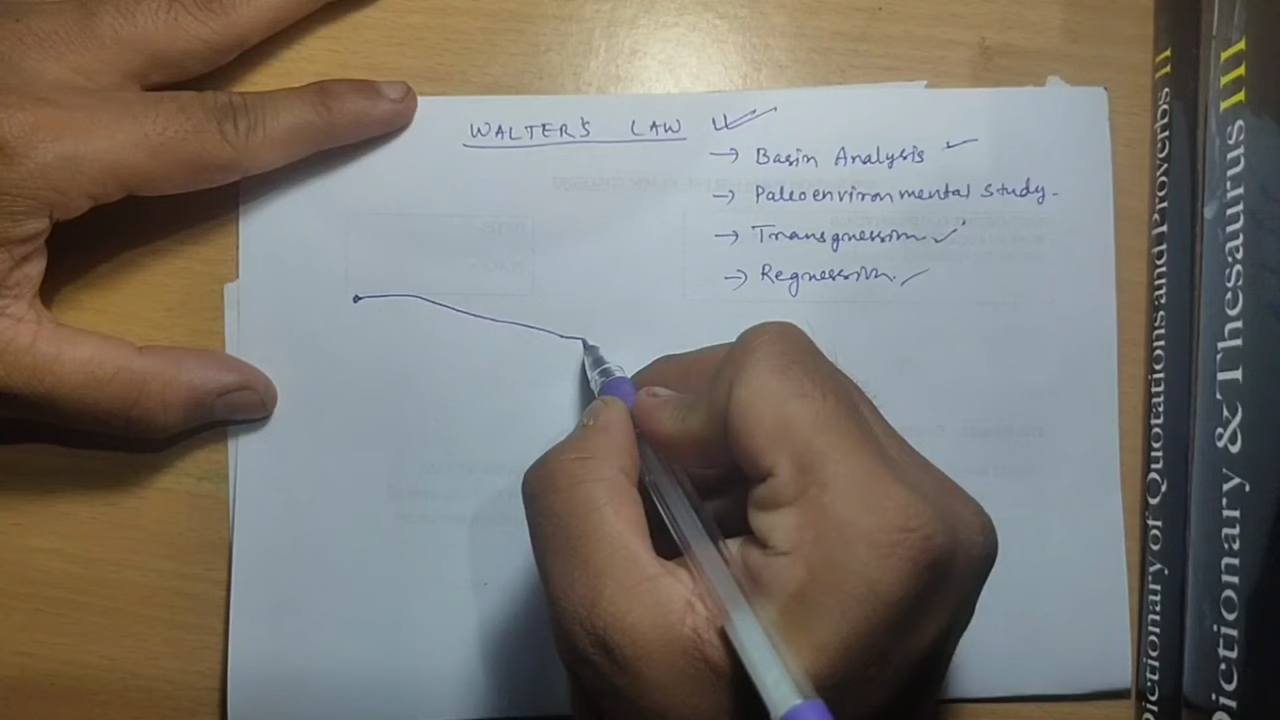 WALTER'S LAW
→ Basin Analysis
→ Paleoenvironmental Study.
→ Transgression
→ Regression.
Dictionary of Quotations and Proverbs II
Dictionary & Thesaurus III